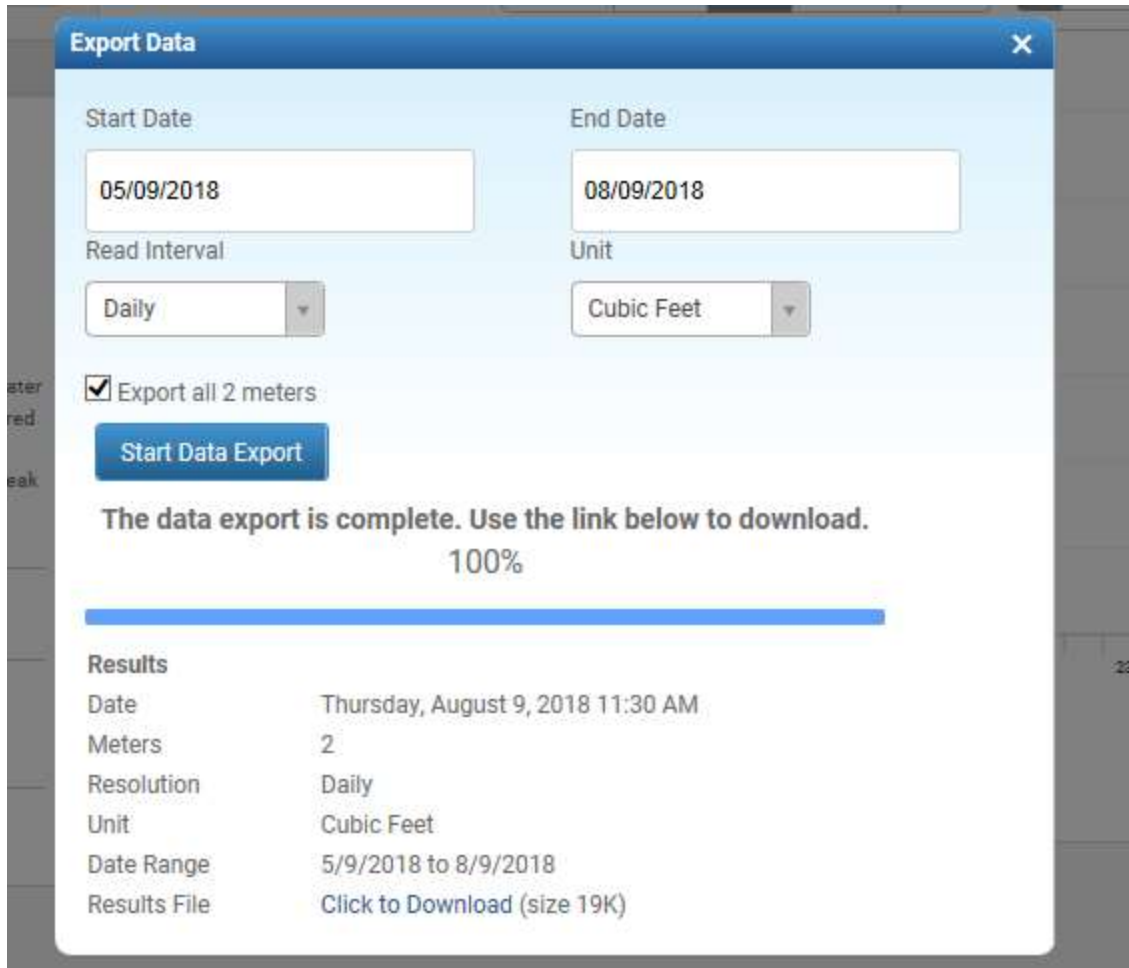 Export Data
Start Date End Date
05/09/2018 08/09/2018
Read Interval Unit
Daily Cubic Feet
Export all 2 meters
Start Data Export
The data export is complete. Use the link below to download.
100%
Results
Date Thursday, August 9, 2018 11:30 AM
Meters 2
Resolution Daily
Unit Cubic Feet
Date Range 5/9/2018 to 8/9/2018
Results File Click to Download (size 19K)